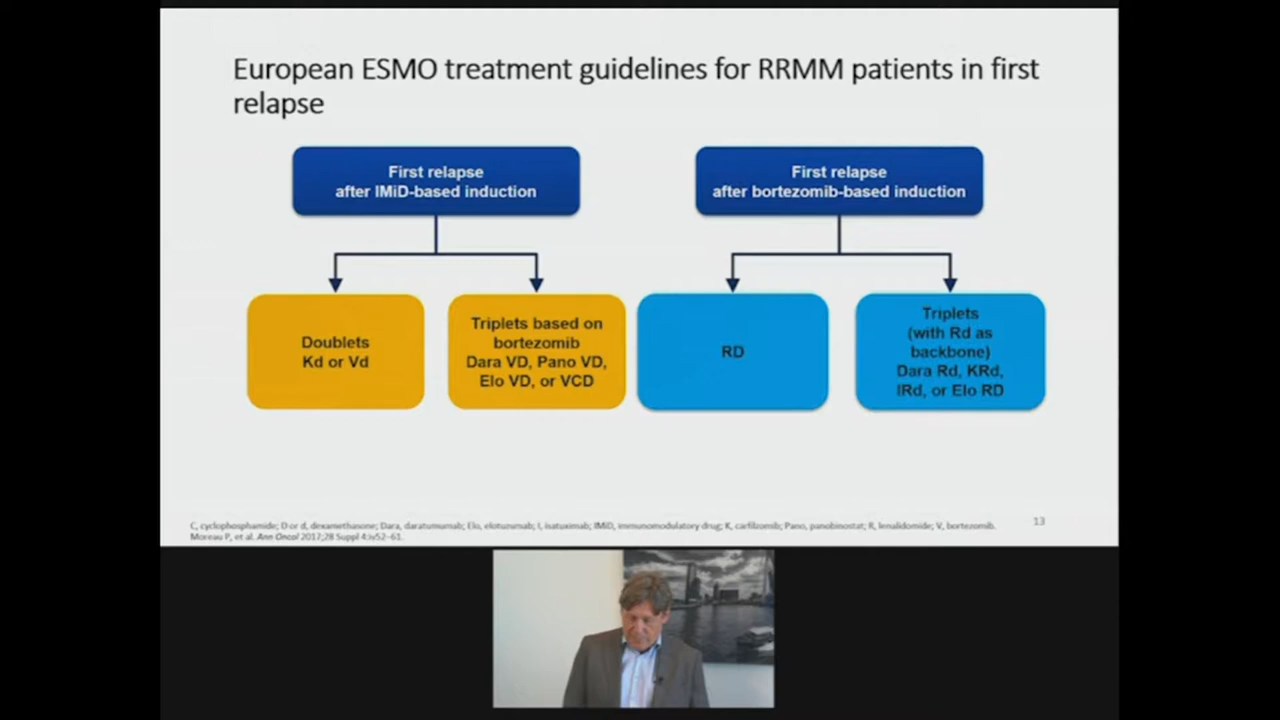 European ESMO treatment guidelines for RRMM patients in first
relapse
First relapse
after IMiD-based induction
First relapse
after bortezomib-based induction
Doublets
Kd or Vd
Triplets based on
bortezomib
Dara VD, Pano VD,
Elo VD, or VCD
RD
Triplets
(with Rd as
backbone)
Dara Rd, KRd,
IRd, or Elo RD
C, cyclophosphamide; D or d, dexamethasone; Dara, daratumumab; Elo, elotuzumab; I, isatuximab; IMiD, immunomodulatory drug; K, carfilzomib; Pano, panobinostat; R, lenalidomide; V, bortezomib.
Moreau P, et al. Ann Oncol 2017;28 Suppl 4:iv52–61.
13